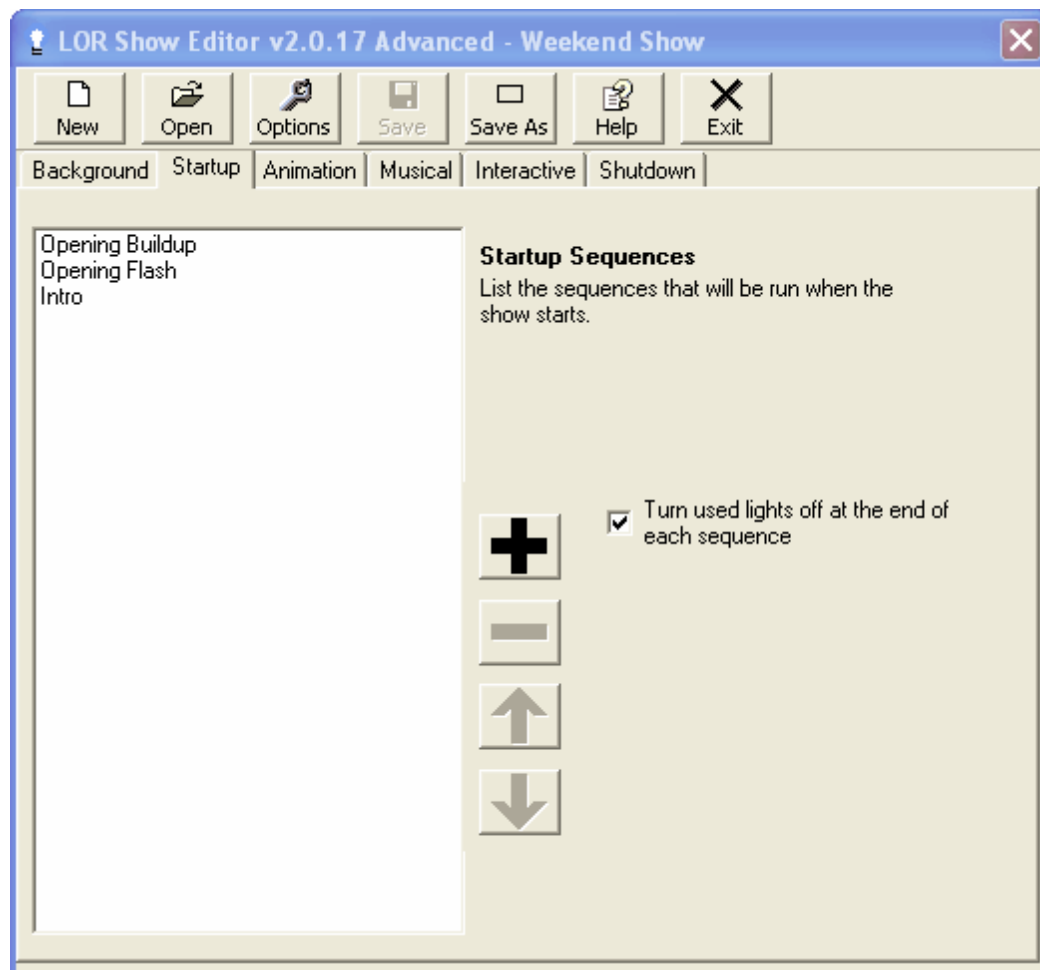 LOR Show Editor v2.0.17 Advanced - Weekend Show
New Open Options Save Save As Help Exit
Background Startup Animation Musical Interactive Shutdown
Opening Buildup
Opening Flash
Intro
Startup Sequences
List the sequences that will be run when the
show starts.
Turn used lights off at the end of
each sequence